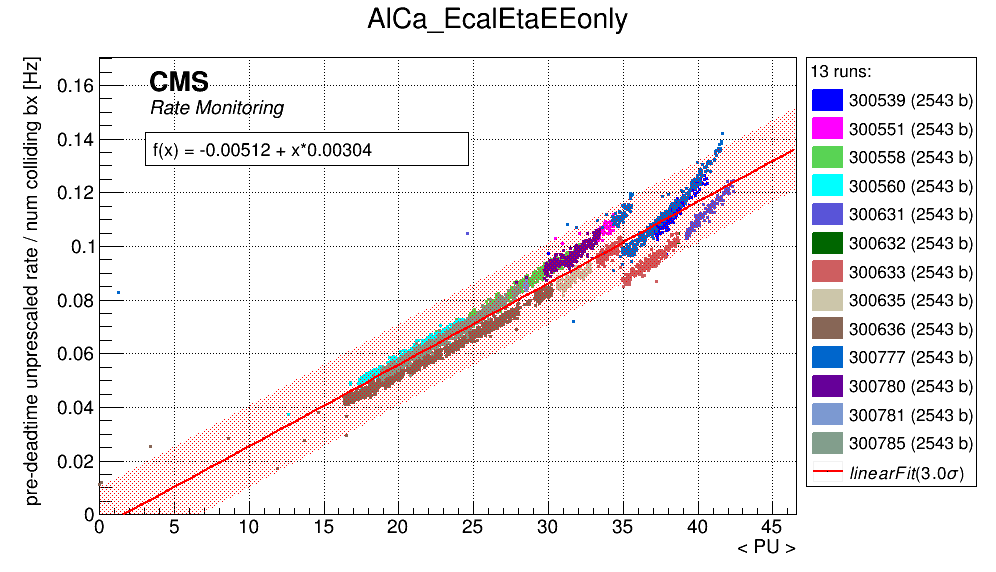 AlCa_EcalEtaEEonly
pre-deadtime unprescaled rate / num colliding bx [Hz]
CMS
Rate Monitoring
f(x) = -0.00512 + x*0.00304
0.16
0.14
0.12
0.1
0.08
0.06
0.04
0.02
0
0 5 10 15 20 25 30 35 40 45
< PU >
13 runs:
300539 (2543 b)
300551 (2543 b)
300558 (2543 b)
300560 (2543 b)
300631 (2543 b)
300632 (2543 b)
300633 (2543 b)
300635 (2543 b)
300636 (2543 b)
300777 (2543 b)
300780 (2543 b)
300781 (2543 b)
300785 (2543 b)
linearFit(3.0σ)